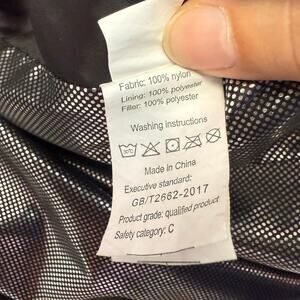 Fabric: 100% nylon
Lining: 100% polyester
Filler: 100% polyester
Washing instructions
30℃
Made in China
Executive standard:
GB/T2662-2017
Product grade: qualified product
Safety category: C